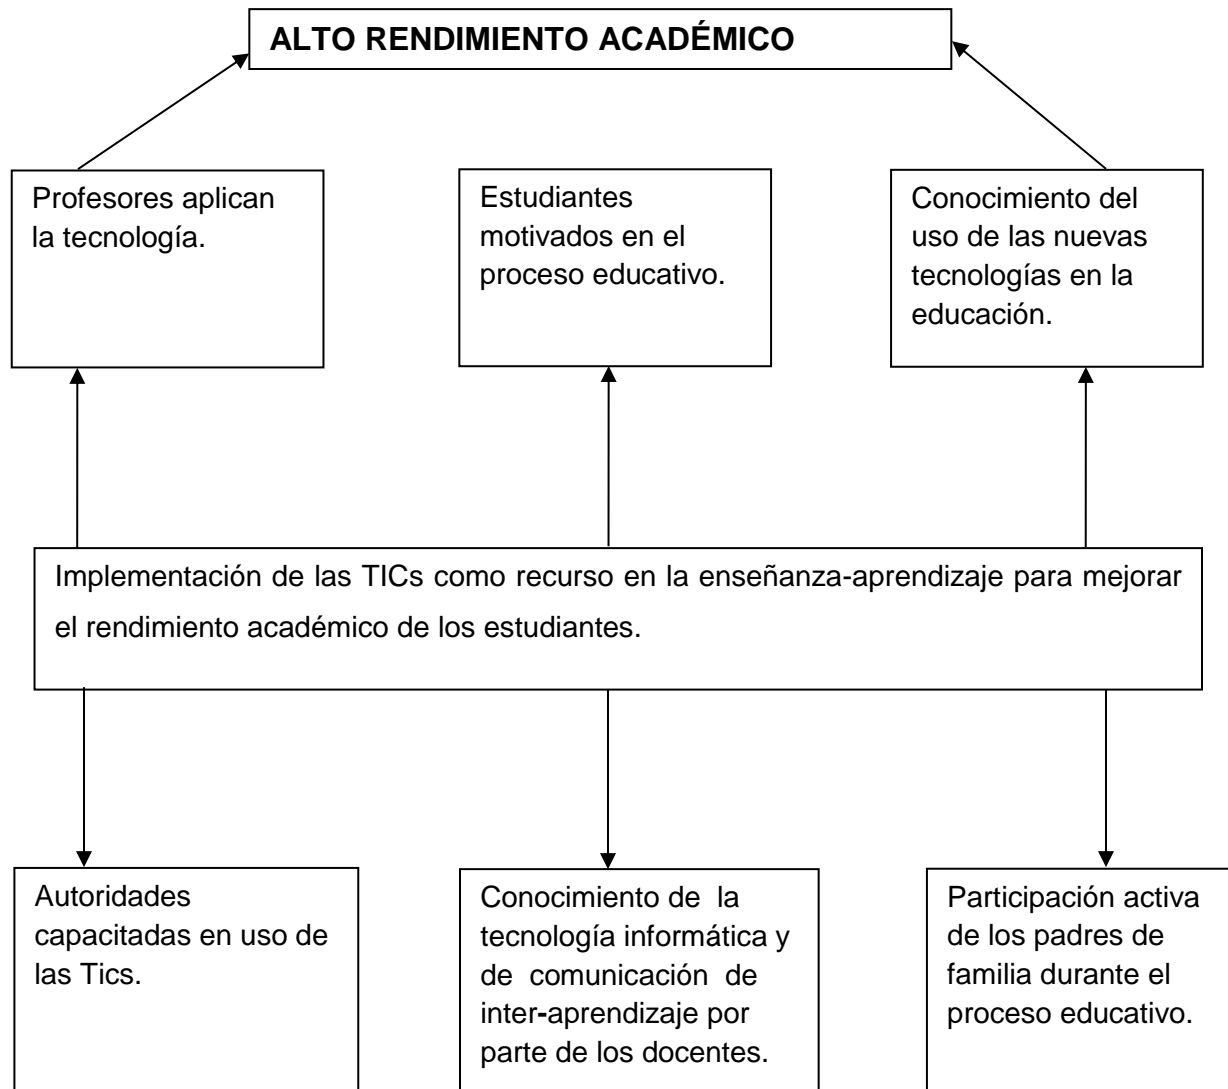 ALTO RENDIMIENTO ACADÉMICO
Profesores aplican
la tecnología.
Estudiantes
motivados en el
proceso educativo.
Conocimiento del
uso de las nuevas
tecnologías en la
educación.
Implementación de las TICs como recurso en la enseñanza-aprendizaje para mejorar
el rendimiento académico de los estudiantes.
Autoridades
capacitadas en uso de
las Tics.
Conocimiento de la
tecnología informática y
de comunicación de
inter-aprendizaje por
parte de los docentes.
Participación activa
de los padres de
familia durante el
proceso educativo.